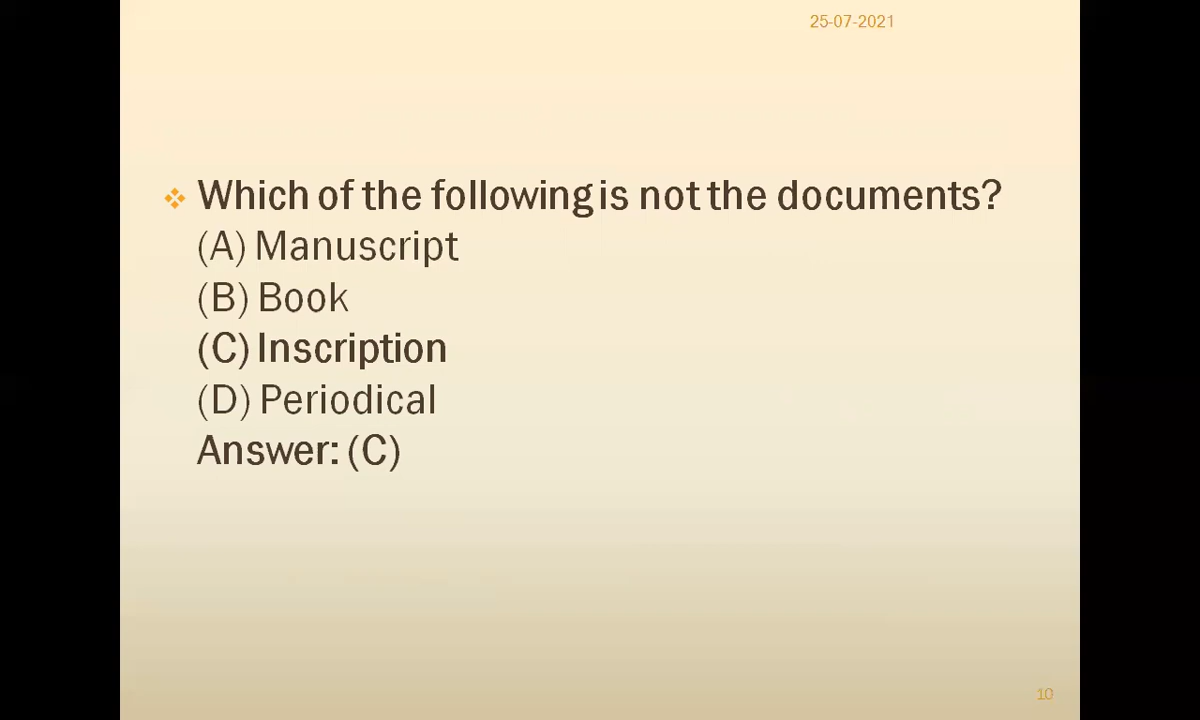 25-07-2021
Which of the following is not the documents?
(A) Manuscript
(B) Book
(C) Inscription
(D) Periodical
Answer: (C)
10